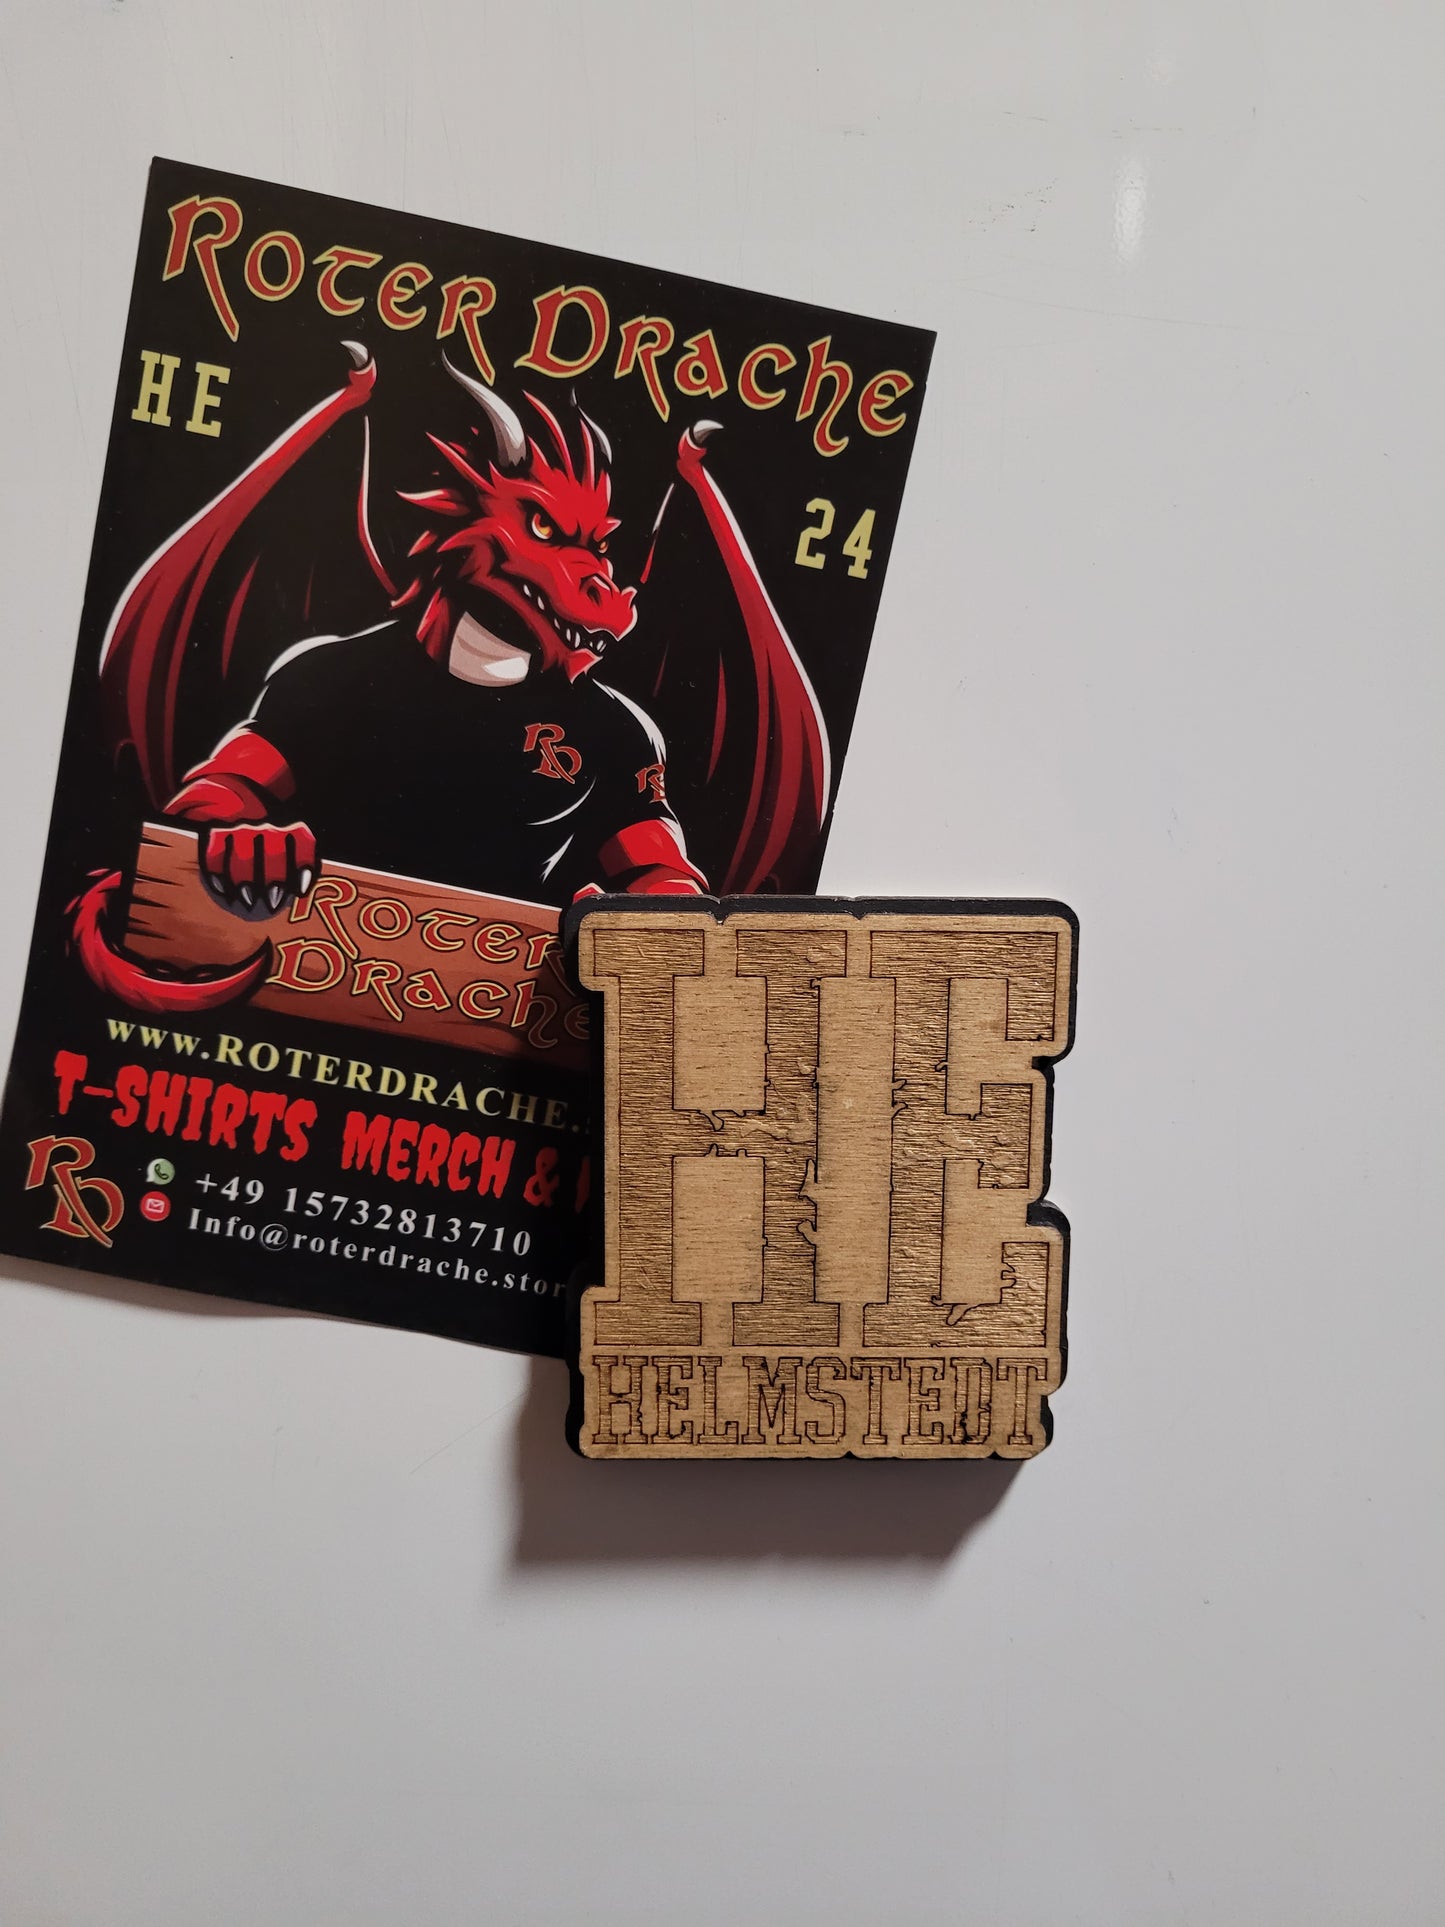 ROTER DRACHE
HE
24
RD
RD
ROTER
DRACHE
www.ROTERDRACHE.
T-SHIRTS MERCH &
RD
+49 15732813710
Info@roterdrache.stor
HE
HELMSTEDT